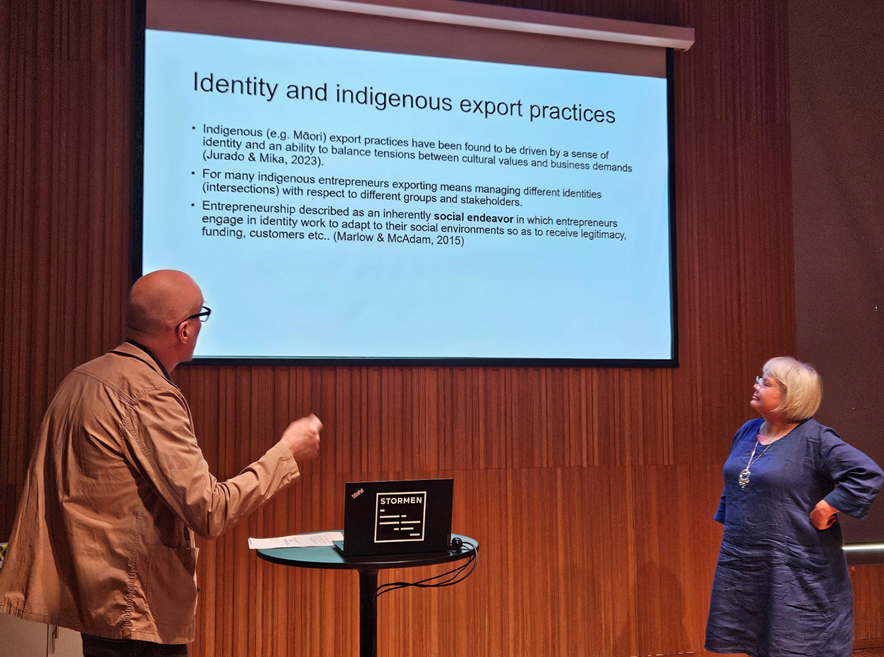 Identity and indigenous export practices
• Indigenous (e.g. Māori) export practices have been found to be driven by a sense of
identity and an ability to balance tensions between cultural values and business demands
(Jurado & Mika, 2023).
• For many indigenous entrepreneurs exporting means managing different identities
(intersections) with respect to different groups and stakeholders.
• Entrepreneurship described as an inherently social endeavor in which entrepreneurs
engage in identity work to adapt to their social environments so as to receive legitimacy,
funding, customers etc.. (Marlow & McAdam, 2015)
STORMEN